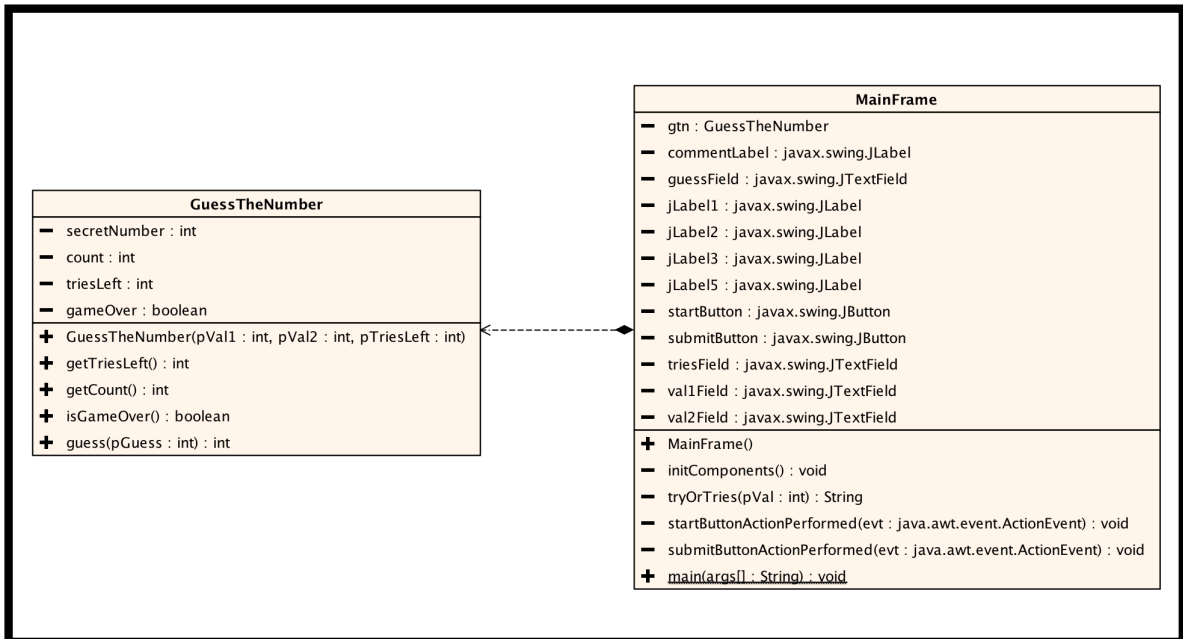 GuessTheNumber
secretNumber : int
count : int
triesLeft : int
gameOver : boolean
GuessTheNumber(pVal1 : int, pVal2 : int, pTriesLeft : int)
getTriesLeft() : int
getCount() : int
isGameOver() : boolean
guess(pGuess : int) : int
MainFrame
gtn : GuessTheNumber
commentLabel : javax.swing.JLabel
guessField : javax.swing.JTextField
jLabel1 : javax.swing.JLabel
jLabel2 : javax.swing.JLabel
jLabel3 : javax.swing.JLabel
jLabel5 : javax.swing.JLabel
startButton : javax.swing.JButton
submitButton : javax.swing.JButton
triesField : javax.swing.JTextField
val1Field : javax.swing.JTextField
val2Field : javax.swing.JTextField
MainFrame()
initComponents() : void
tryOrTries(pVal : int) : String
startButtonActionPerformed(evt : java.awt.event.ActionEvent) : void
submitButtonActionPerformed(evt : java.awt.event.ActionEvent) : void
main(args[] : String) : void